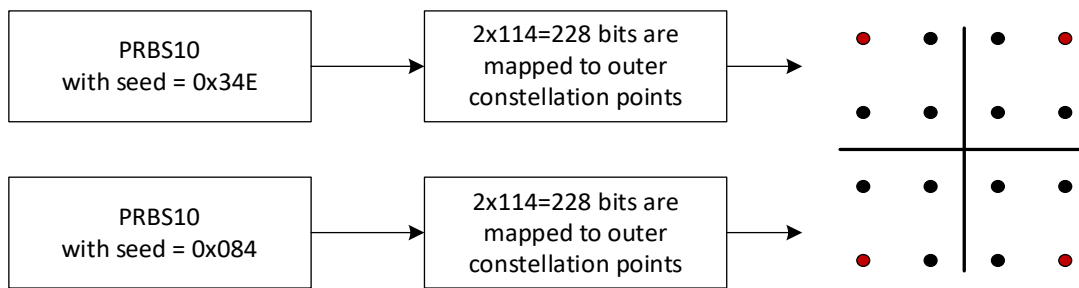 PRBS10
with seed = 0x34E
2x114=228 bits are
mapped to outer
constellation points
PRBS10
with seed = 0x084
2x114=228 bits are
mapped to outer
constellation points